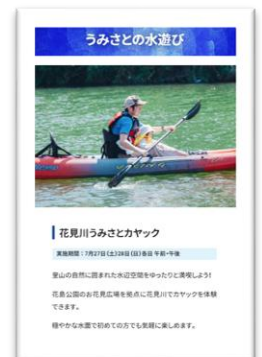 うみさとの水遊び
花見川うみさとカヤック
実施期間：7月27日(土)28日(日)各日 午前・午後
里山の自然に囲まれた水辺空間をゆったりと満喫しよう！
花島公園のお花見広場を拠点に花見川でカヤックを体験
できます。
穏やかな水面で初めての方でも気軽に楽しめます。